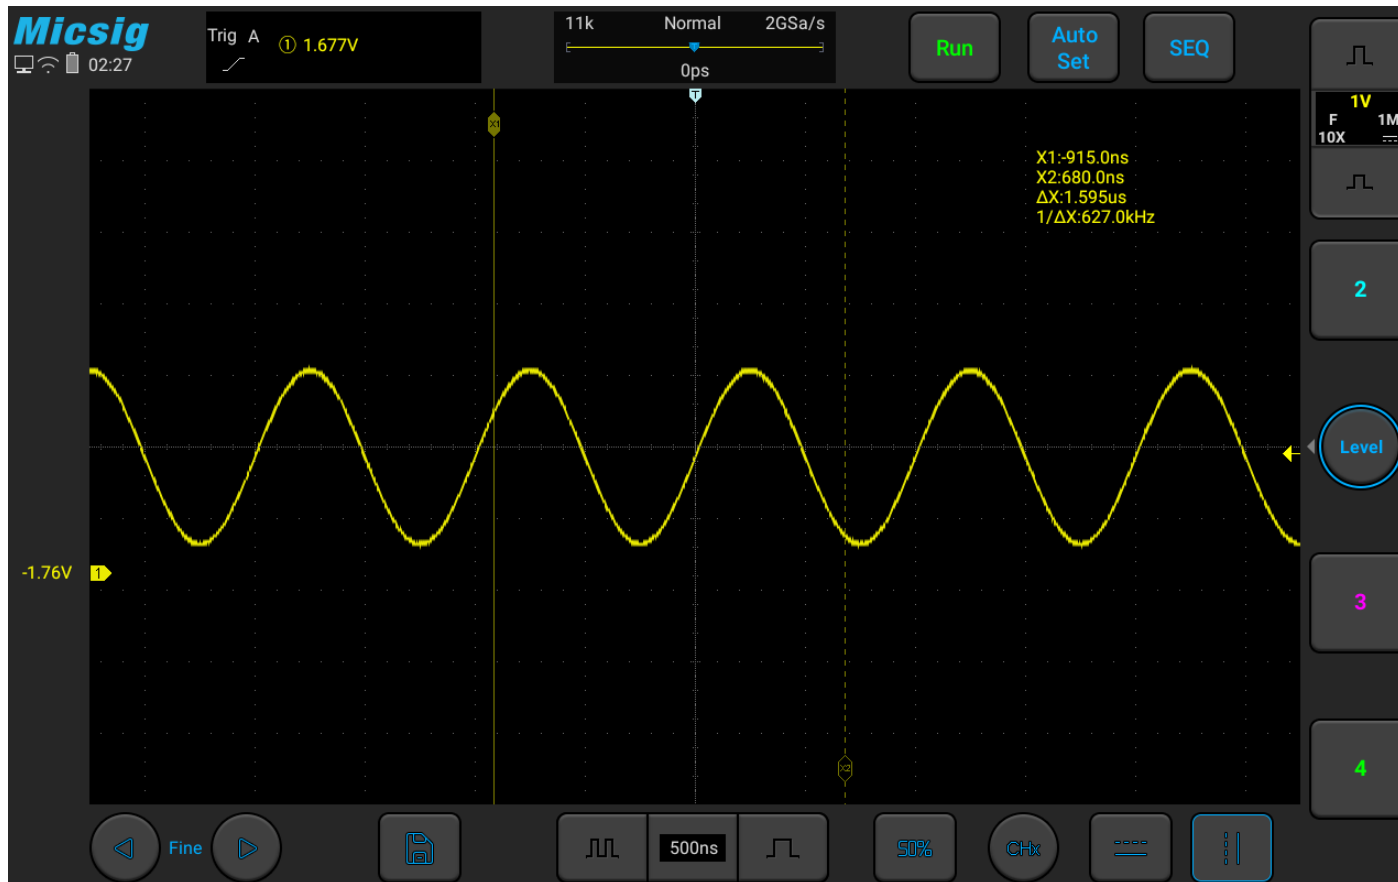 Micsig
02:27
Trig A
① 1.677V
11k Normal 2GSa/s
0ps
Run
Auto
Set
SEQ
1V
F 1M
10X
T
X1
X1:-915.0ns
X2:680.0ns
ΔX:1.595us
1/ΔX:627.0kHz
2
Level
-1.76V
1
3
X2
4
Fine
500ns
50%
CHx